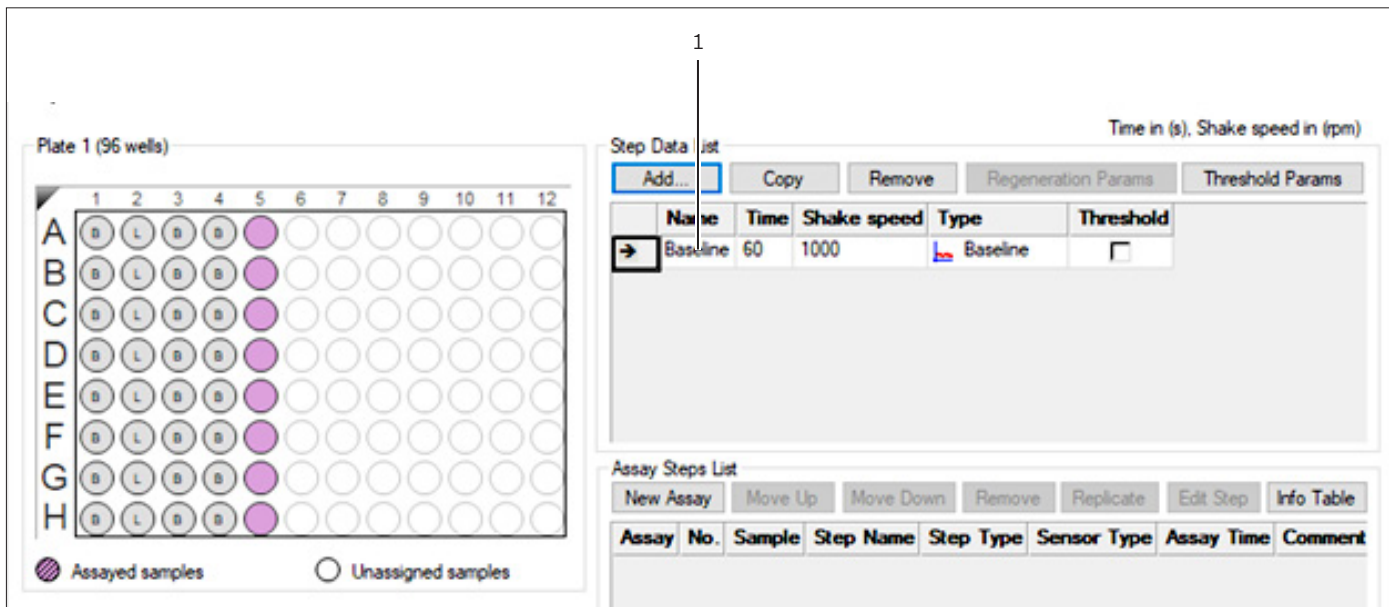 1
Time in (s), Shake speed in (rpm)
Plate 1 (96 wells)
1 2 3 4 5 6 7 8 9 10 11 12
A B L B B
B B L B B
C B L B B
D B L B B
E B L B B
F B L B B
G B L B B
H B L B B
Assayed samples Unassigned samples
Step Data List
Add... Copy Remove Regeneration Params Threshold Params
Name Time Shake speed Type Threshold
Baseline 60 1000 Baseline
Assay Steps List
New Assay Move Up Move Down Remove Replicate Edit Step Info Table
Assay No. Sample Step Name Step Type Sensor Type Assay Time Comment